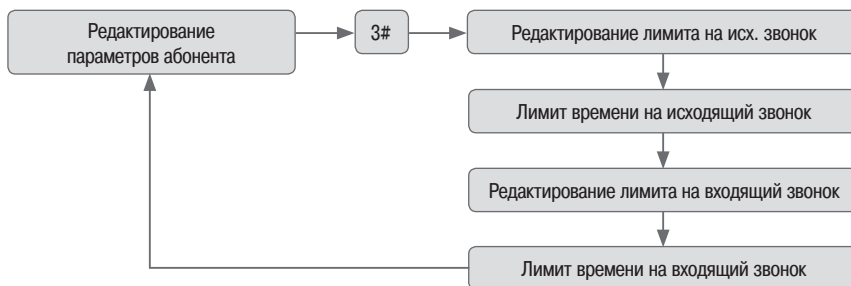 Редактирование
параметров абонента
3#
Редактирование лимита на исх. звонок
Лимит времени на исходящий звонок
Редактирование лимита на входящий звонок
Лимит времени на входящий звонок